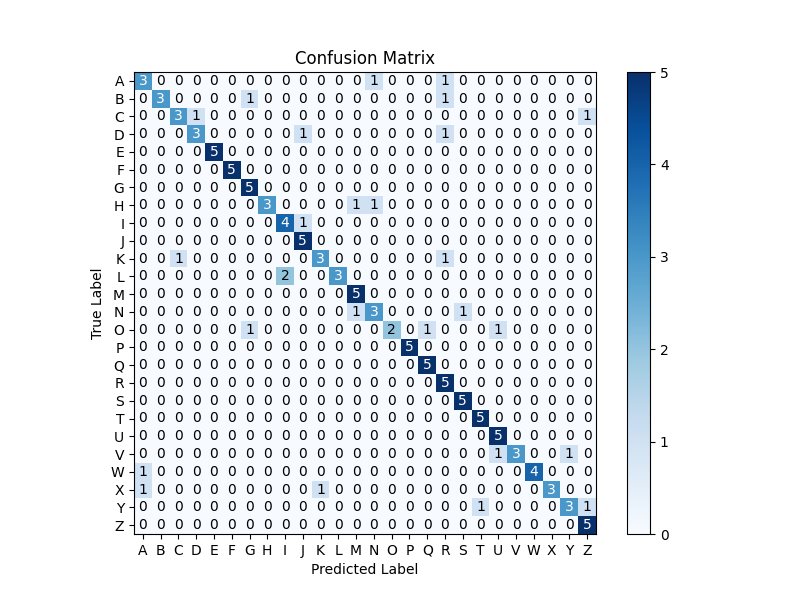 Confusion Matrix
True Label
A 3 0 0 0 0 0 0 0 0 0 0 0 0 1 0 0 0 1 0 0 0 0 0 0 0 0
B 0 3 0 0 0 0 1 0 0 0 0 0 0 0 0 0 0 1 0 0 0 0 0 0 0 0
C 0 0 3 1 0 0 0 0 0 0 0 0 0 0 0 0 0 0 0 0 0 0 0 0 0 1
D 0 0 0 3 0 0 0 0 0 1 0 0 0 0 0 0 0 1 0 0 0 0 0 0 0 0
E 0 0 0 0 5 0 0 0 0 0 0 0 0 0 0 0 0 0 0 0 0 0 0 0 0 0
F 0 0 0 0 0 5 0 0 0 0 0 0 0 0 0 0 0 0 0 0 0 0 0 0 0 0
G 0 0 0 0 0 0 5 0 0 0 0 0 0 0 0 0 0 0 0 0 0 0 0 0 0 0
H 0 0 0 0 0 0 0 3 0 0 0 0 1 1 0 0 0 0 0 0 0 0 0 0 0 0
I 0 0 0 0 0 0 0 0 4 1 0 0 0 0 0 0 0 0 0 0 0 0 0 0 0 0
J 0 0 0 0 0 0 0 0 0 5 0 0 0 0 0 0 0 0 0 0 0 0 0 0 0 0
K 0 0 1 0 0 0 0 0 0 0 3 0 0 0 0 0 0 1 0 0 0 0 0 0 0 0
L 0 0 0 0 0 0 0 0 2 0 0 3 0 0 0 0 0 0 0 0 0 0 0 0 0 0
M 0 0 0 0 0 0 0 0 0 0 0 0 5 0 0 0 0 0 0 0 0 0 0 0 0 0
N 0 0 0 0 0 0 0 0 0 0 0 0 1 3 0 0 0 0 1 0 0 0 0 0 0 0
O 0 0 0 0 0 0 1 0 0 0 0 0 0 0 2 0 1 0 0 0 1 0 0 0 0 0
P 0 0 0 0 0 0 0 0 0 0 0 0 0 0 0 5 0 0 0 0 0 0 0 0 0 0
Q 0 0 0 0 0 0 0 0 0 0 0 0 0 0 0 0 5 0 0 0 0 0 0 0 0 0
R 0 0 0 0 0 0 0 0 0 0 0 0 0 0 0 0 0 5 0 0 0 0 0 0 0 0
S 0 0 0 0 0 0 0 0 0 0 0 0 0 0 0 0 0 0 5 0 0 0 0 0 0 0
T 0 0 0 0 0 0 0 0 0 0 0 0 0 0 0 0 0 0 0 5 0 0 0 0 0 0
U 0 0 0 0 0 0 0 0 0 0 0 0 0 0 0 0 0 0 0 0 5 0 0 0 0 0
V 0 0 0 0 0 0 0 0 0 0 0 0 0 0 0 0 0 0 0 0 1 3 0 0 1 0
W 1 0 0 0 0 0 0 0 0 0 0 0 0 0 0 0 0 0 0 0 0 0 4 0 0 0
X 1 0 0 0 0 0 0 0 0 0 1 0 0 0 0 0 0 0 0 0 0 0 0 3 0 0
Y 0 0 0 0 0 0 0 0 0 0 0 0 0 0 0 0 0 0 0 1 0 0 0 0 3 1
Z 0 0 0 0 0 0 0 0 0 0 0 0 0 0 0 0 0 0 0 0 0 0 0 0 0 5
A B C D E F G H I J K L M N O P Q R S T U V W X Y Z
Predicted Label
5
4
3
2
1
0